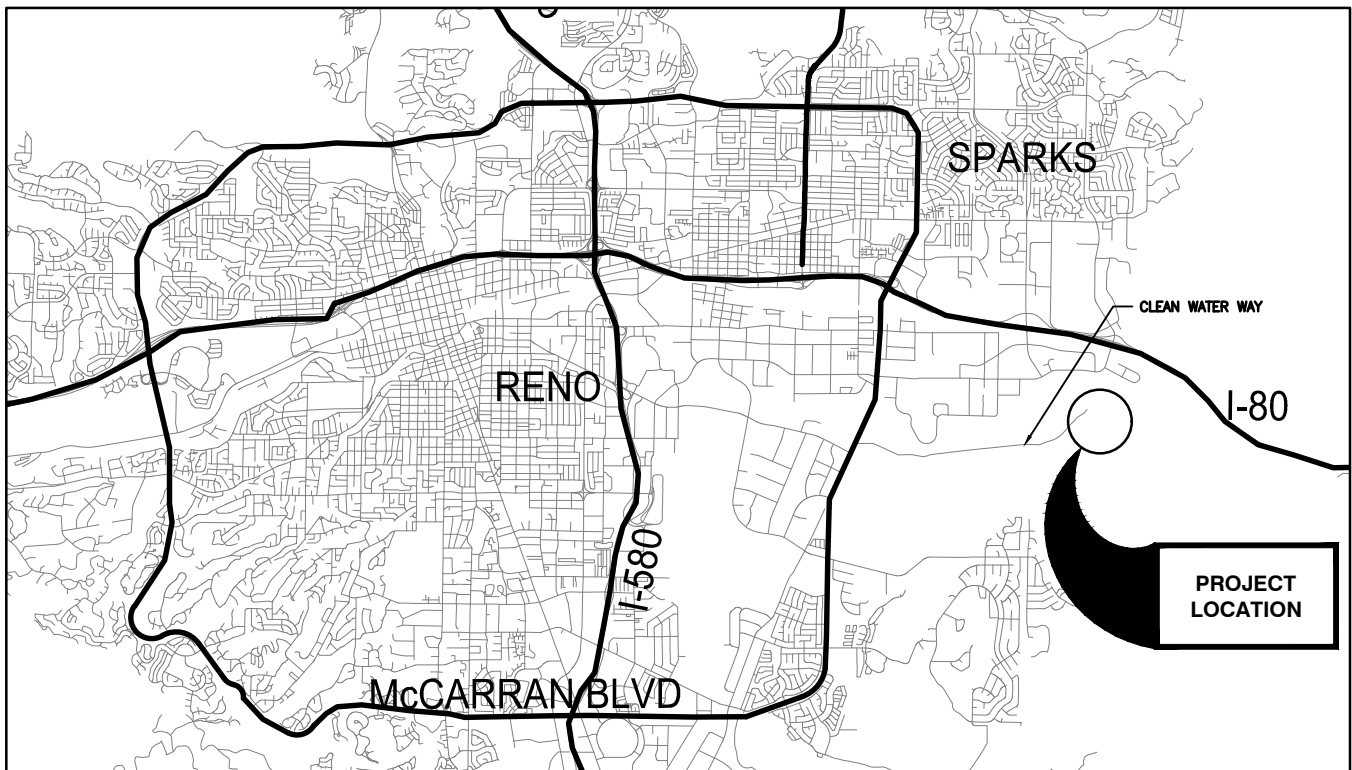 SPARKS
CLEAN WATER WAY
RENO
I-80
I-580
PROJECT
LOCATION
McCARRAN BLVD